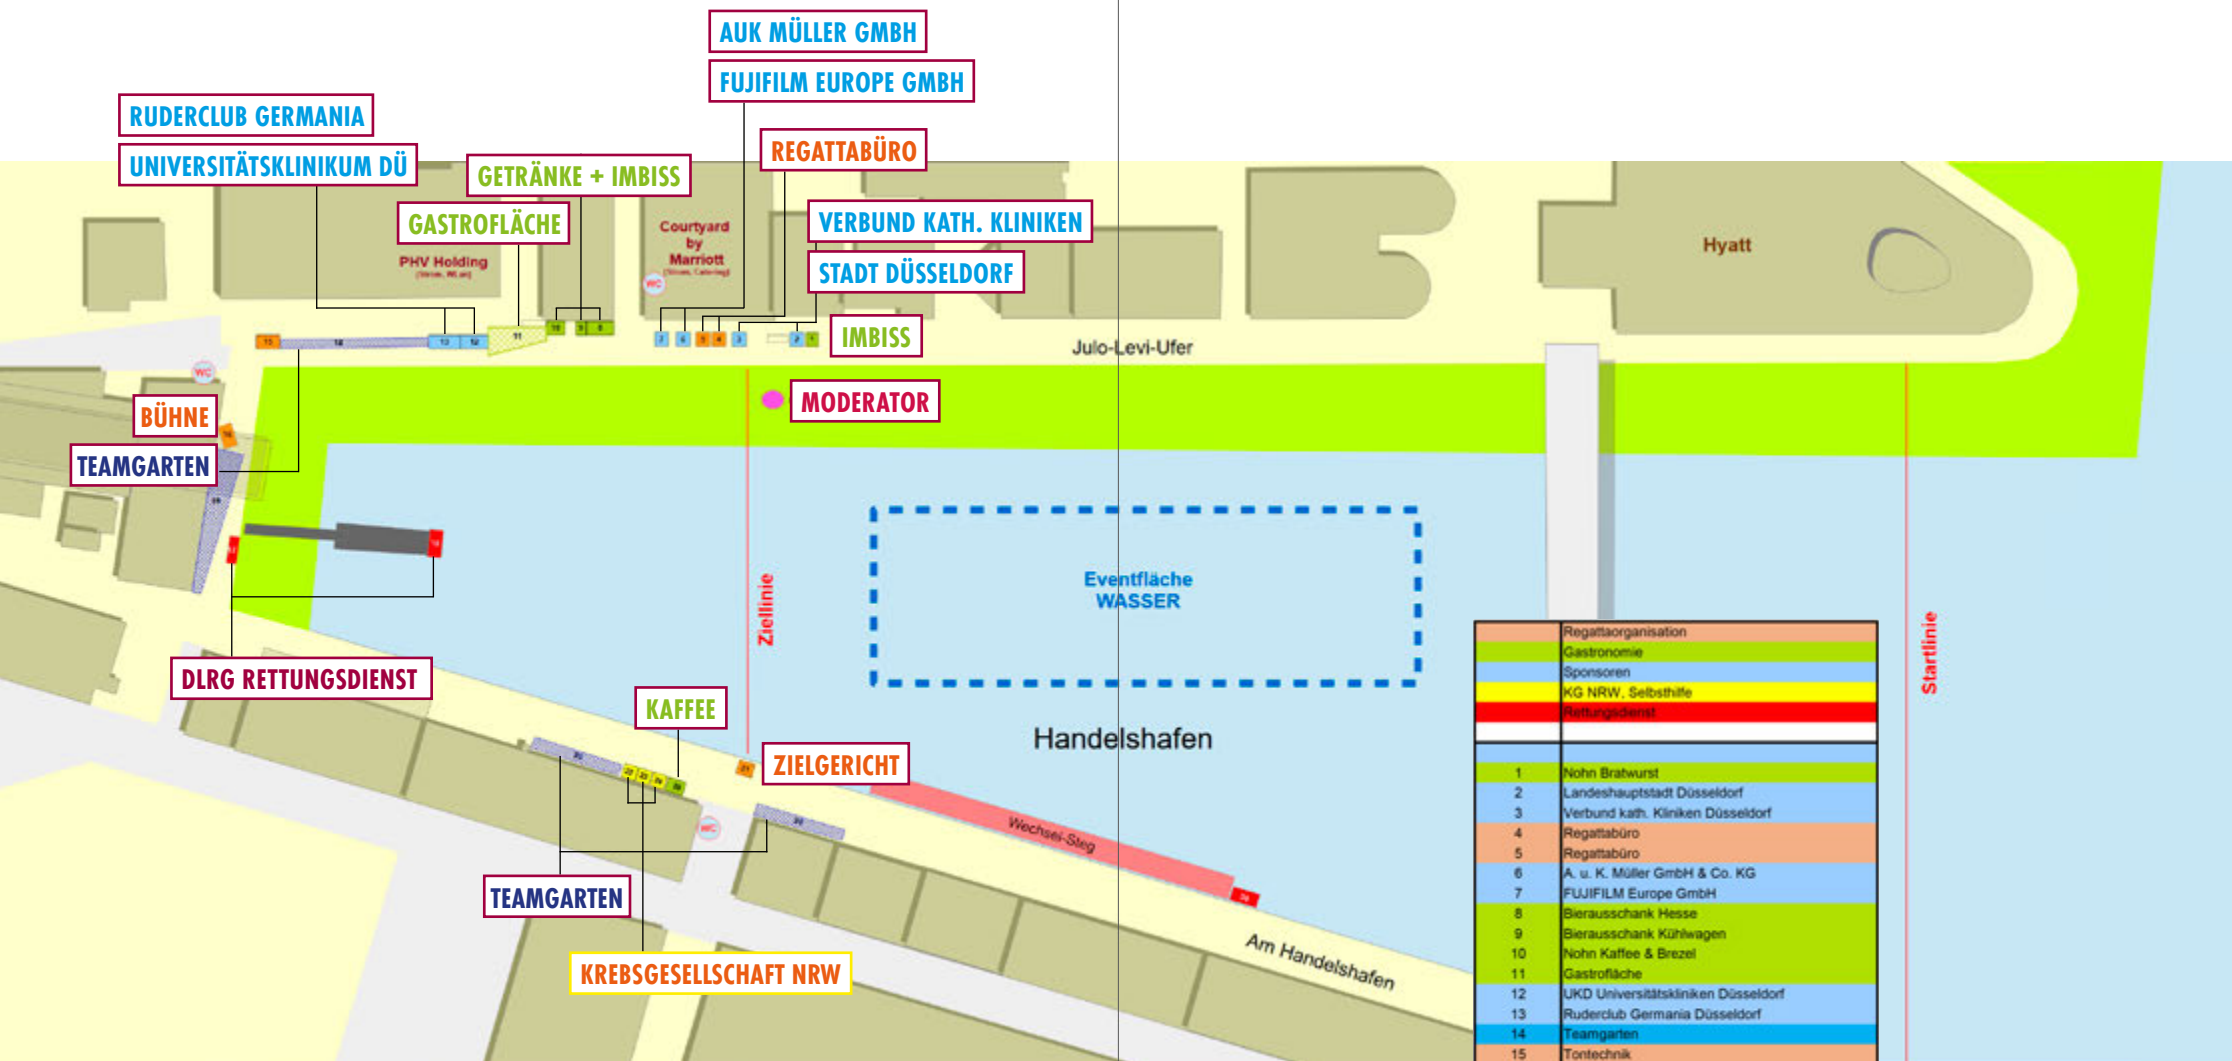 AUK MÜLLER GMBH
FUJIFILM EUROPE GMBH
RUDERCLUB GERMANIA
UNIVERSITÄTSKLINIKUM DÜ
REGATTABÜRO
GETRÄNKE + IMBISS
GASTROFLÄCHE
VERBUND KATH. KLINIKEN
STADT DÜSSELDORF
PHV Holding
Courtyard
by
Marriott
WC
Hyatt
IMBISS
Julo-Levi-Ufer
WC
BÜHNE
MODERATOR
TEAMGARTEN
Eventfläche
WASSER
Ziellinie
Startlinie
DLRG RETTUNGSDIENST
KAFFEE
Handelshafen
ZIELGERICHT
WC
Wechsel-Steg
TEAMGARTEN
Am Handelshafen
KREBSGESELLSCHAFT NRW
Regattaorganisation
Gastronomie
Sponsoren
KG NRW, Selbsthilfe
Rettungsdienst
1 Nohn Bratwurst
2 Landeshauptstadt Düsseldorf
3 Verbund kath. Kliniken Düsseldorf
4 Regattabüro
5 Regattabüro
6 A. u. K. Müller GmbH & Co. KG
7 FUJIFILM Europe GmbH
8 Bierausschank Hesse
9 Bierausschank Kühlwagen
10 Nohn Kaffee & Brezel
11 Gastrofläche
12 UKD Universitätskliniken Düsseldorf
13 Ruderclub Germania Düsseldorf
14 Teamgarten
15 Tontechnik